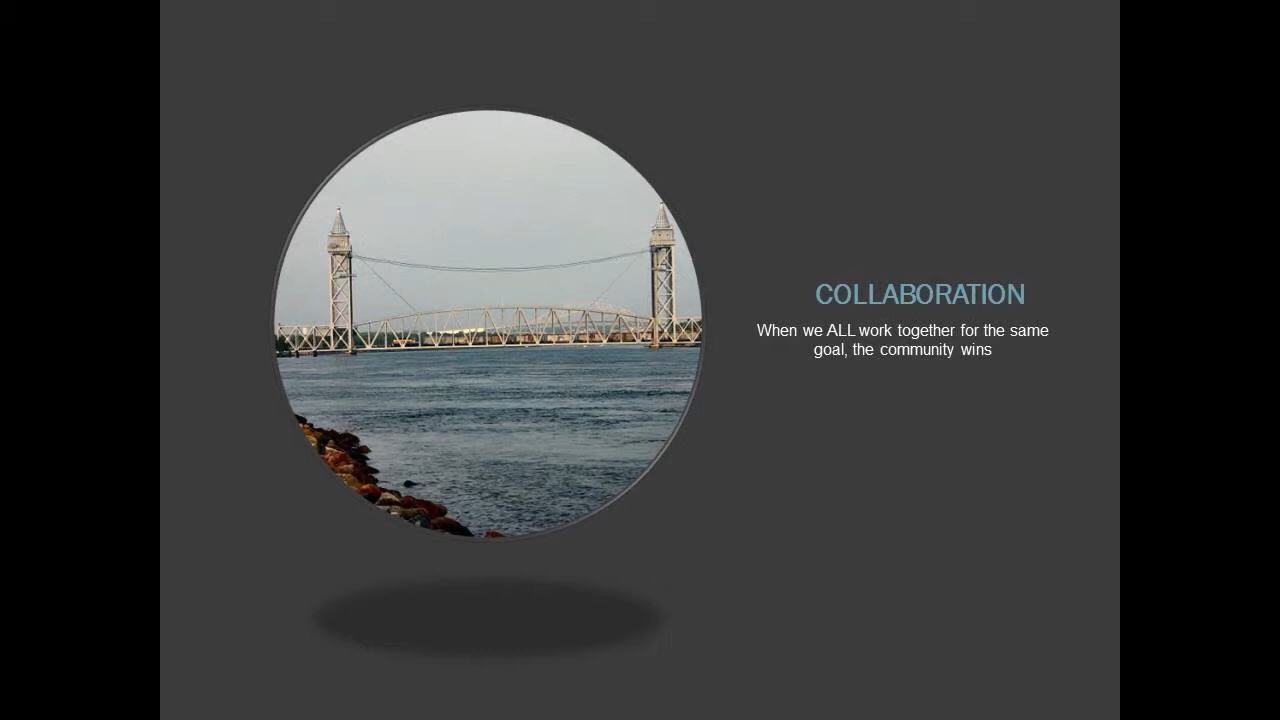 COLLABORATION
When we ALL work together for the same
goal, the community wins